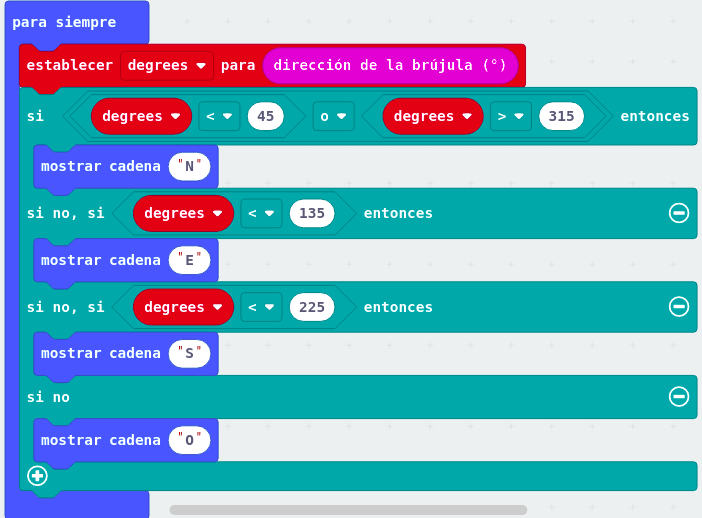 para siempre
establecer degrees para dirección de la brújula (°)
si degrees < 45 o degrees > 315 entonces
mostrar cadena "N"
si no, si degrees < 135 entonces
mostrar cadena "E"
si no, si degrees < 225 entonces
mostrar cadena "S"
si no
mostrar cadena "O"